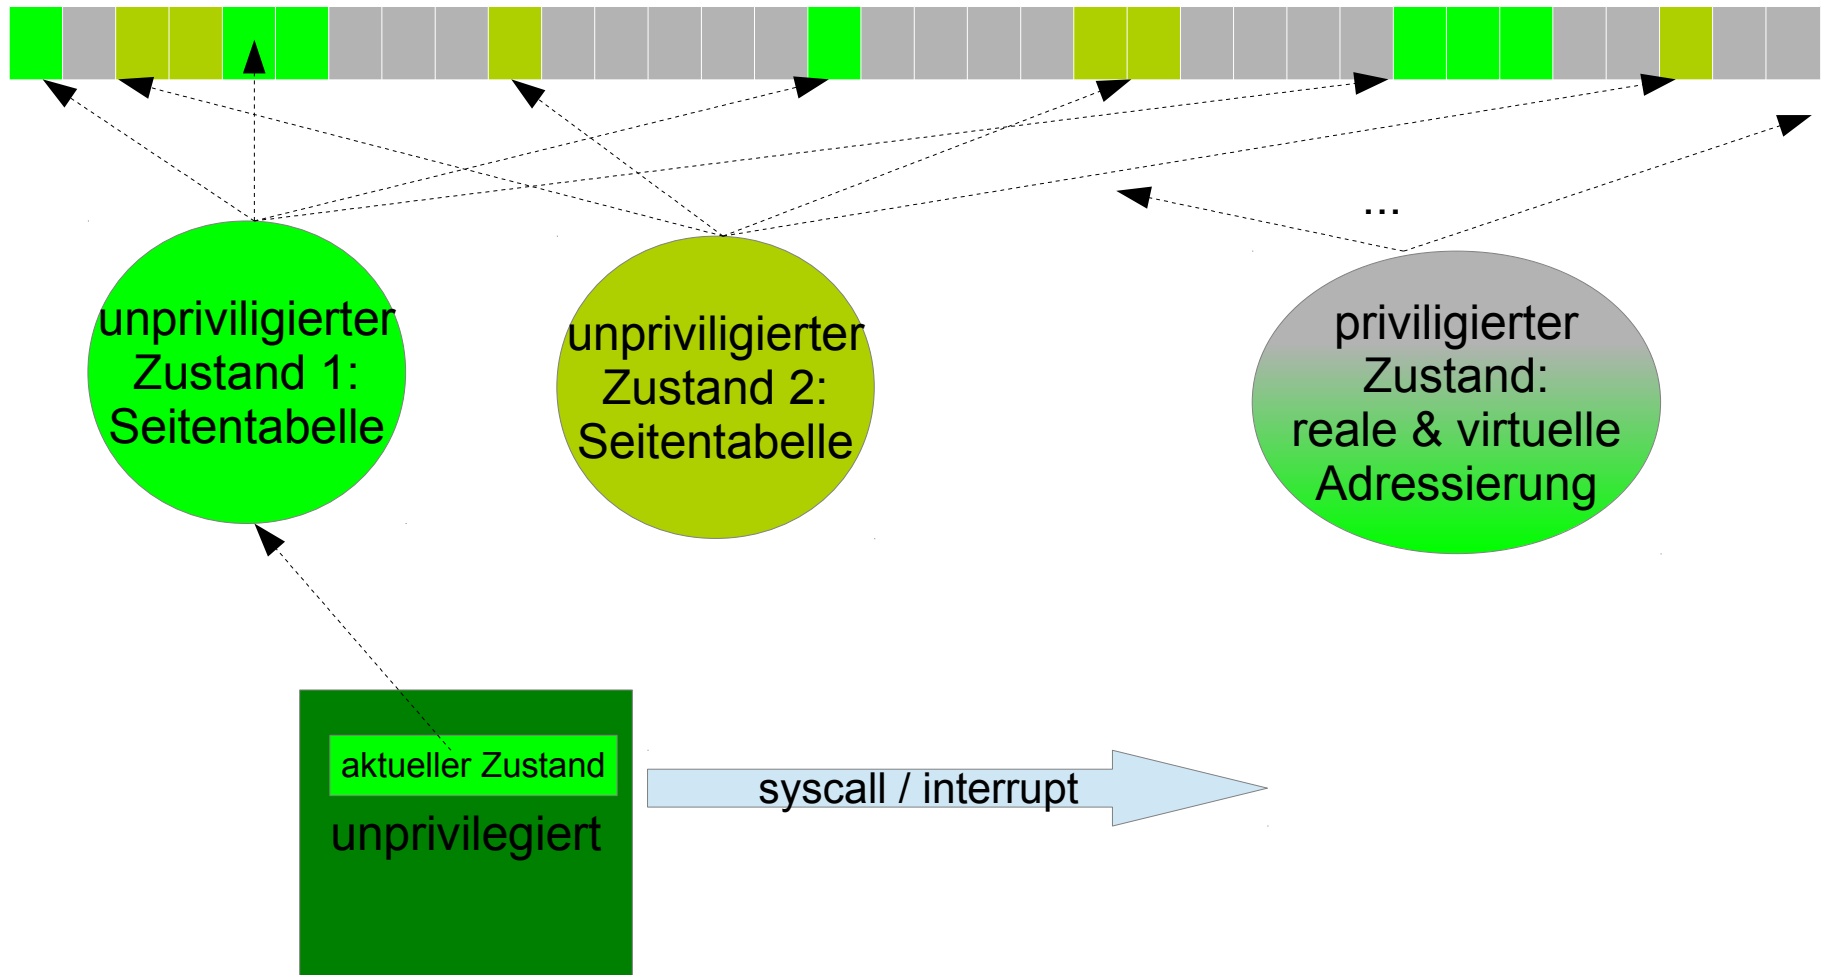 ...
unpriviligierter
Zustand 1:
Seitentabelle
unpriviligierter
Zustand 2:
Seitentabelle
priviligierter
Zustand:
reale & virtuelle
Adressierung
aktueller Zustand
unprivilegiert
syscall / interrupt